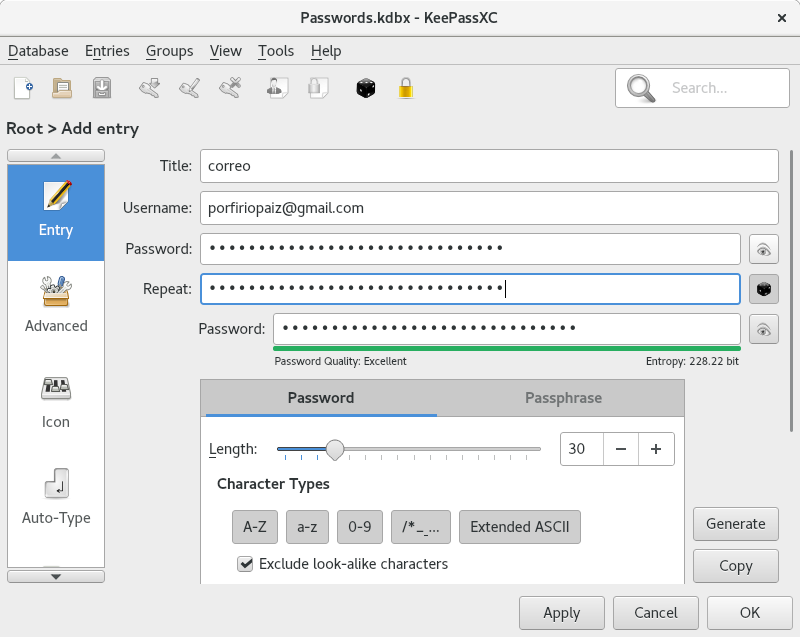 Passwords.kdbx - KeePassXC
Database Entries Groups View Tools Help
Search...
Root > Add entry
Entry
Advanced
Icon
Auto-Type
Title: correo
Username: porfiriopaiz@gmail.com
Password: ••••••••••••••••••••••••••••••
Repeat: ••••••••••••••••••••••••••••••
Password: ••••••••••••••••••••••••••••••
Password Quality: Excellent Entropy: 228.22 bit
Password Passphrase
Length: 30 − +
Character Types
A-Z a-z 0-9 /*_... Extended ASCII
Exclude look-alike characters
Generate
Copy
Apply Cancel OK